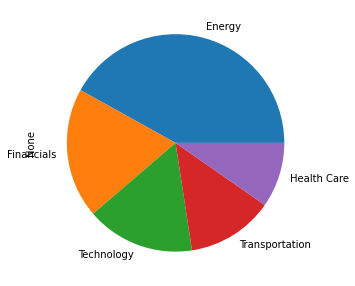 Energy
None
Financials
Health Care
Technology
Transportation